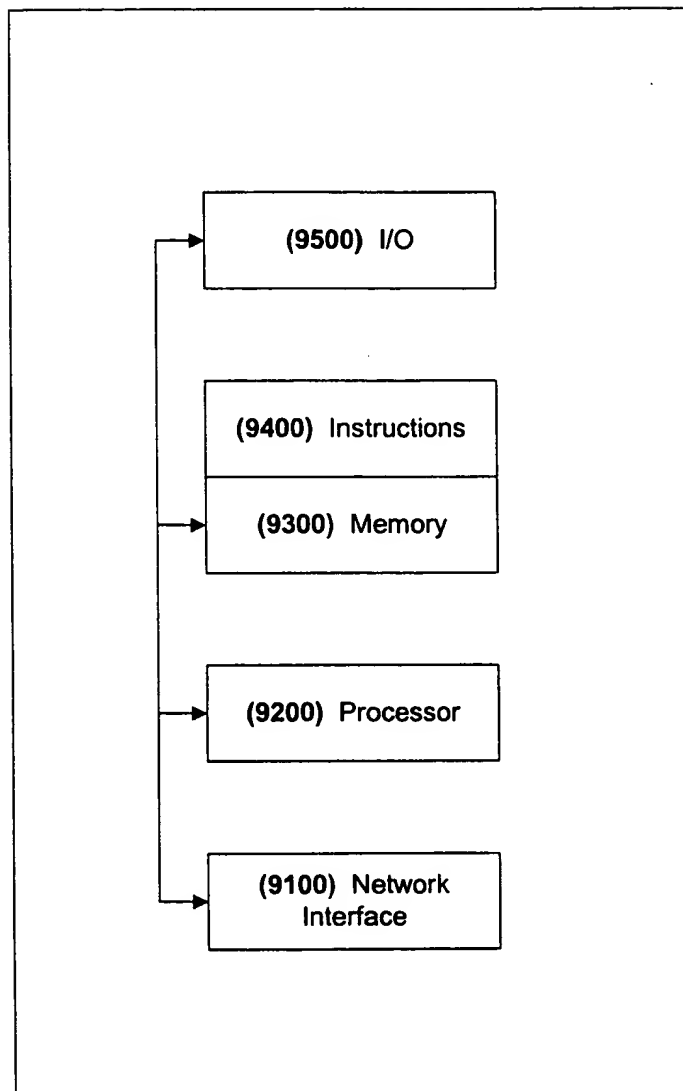 (9500) I/O
(9400) Instructions
(9300) Memory
(9200) Processor
(9100) Network
Interface